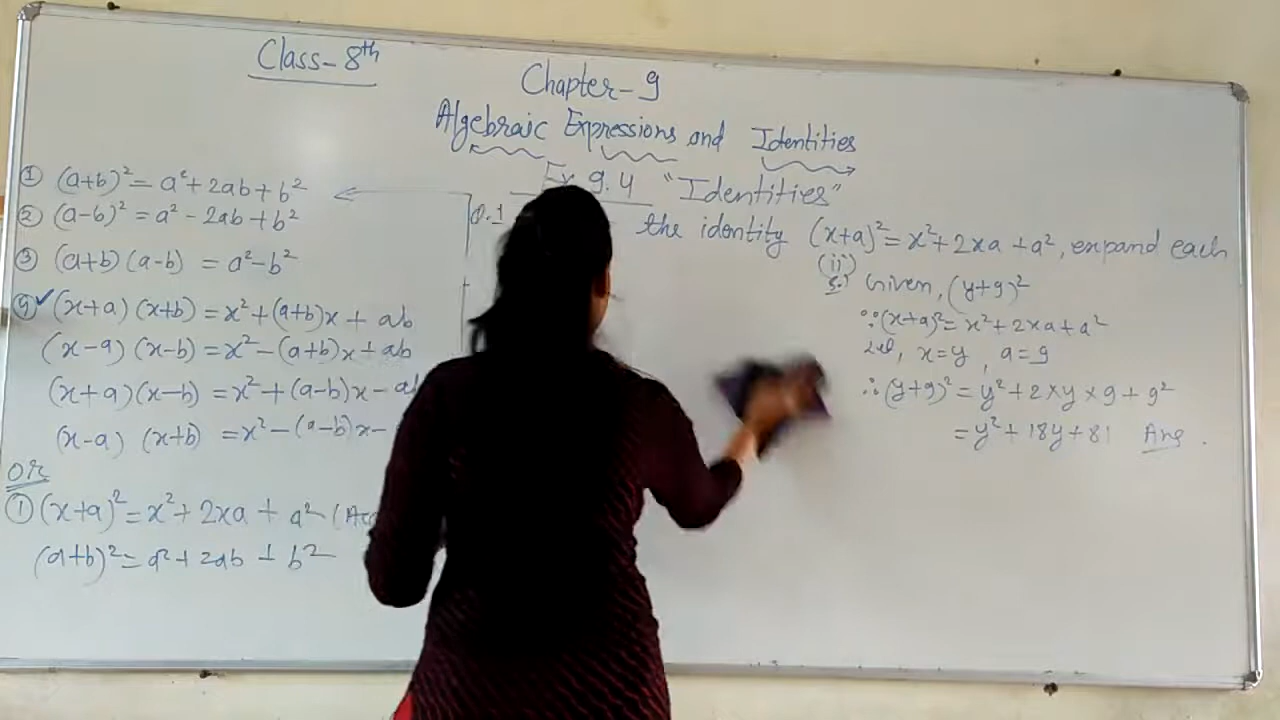 Class-8th
Chapter-9
Algebraic Expressions and Identities
Ex 9.4 "Identities"
① (a+b)² = a² + 2ab + b²
② (a-b)² = a² - 2ab + b²
③ (a+b) (a-b) = a² - b²
④ ✓ (x+a) (x+b) = x² + (a+b)x + ab
(x-a) (x-b) = x² - (a+b)x + ab
(x+a) (x-b) = x² + (a-b)x - ab
(x-a) (x+b) = x² - (a-b)x -
OR
① (x+a)² = x² + 2xa + a²
(a+b)² = a² + 2ab + b²
Q.1 the identity (x+a)² = x² + 2xa + a², expand each
(ii)
Given, (y+9)²
∵ (x+a)² = x² + 2xa + a²
x = y, a = 9
∴ (y+9)² = y² + 2×y×9 + 9²
= y² + 18y + 81 Ans.